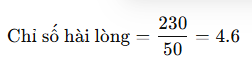 Chỉ số hài lòng = 230/50 = 4.6